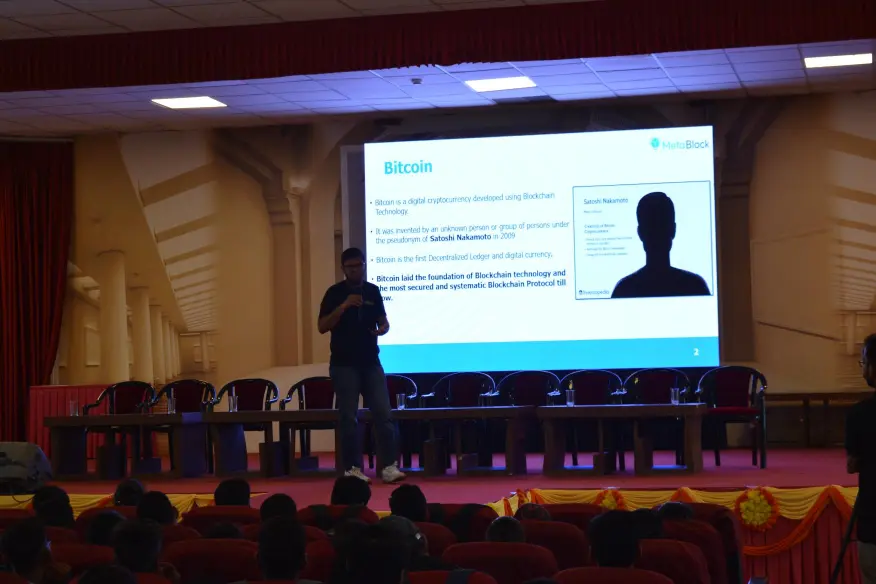 MetaBlock
Bitcoin
• Bitcoin is a digital cryptocurrency developed using Blockchain
Technology.
• It was invented by an unknown person or group of persons under
the pseudonym of Satoshi Nakamoto in 2009
• Bitcoin is the first Decentralized Ledger and digital currency.
• Bitcoin laid the foundation of Blockchain technology and
the most secured and systematic Blockchain Protocol till
now.
Satoshi Nakamoto
Investopedia
2